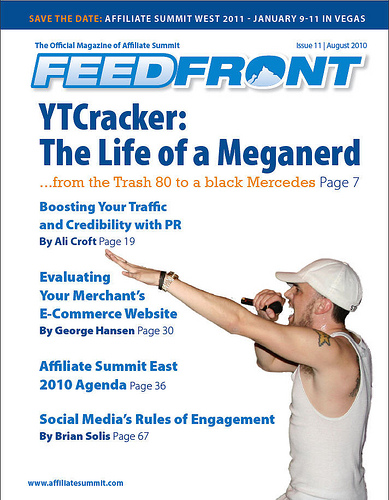 SAVE THE DATE: AFFILIATE SUMMIT WEST 2011 - JANUARY 9-11 IN VEGAS
The Official Magazine of Affiliate Summit
Issue 11 | August 2010
FEEDFRONT
YTCracker:
The Life of a Meganerd
...from the Trash 80 to a black Mercedes Page 7
Boosting Your Traffic
and Credibility with PR
By Ali Croft Page 19
Evaluating
Your Merchant's
E-Commerce Website
By George Hansen Page 30
Affiliate Summit East
2010 Agenda Page 36
Social Media's Rules of Engagement
By Brian Solis Page 67
www.affiliatesummit.com